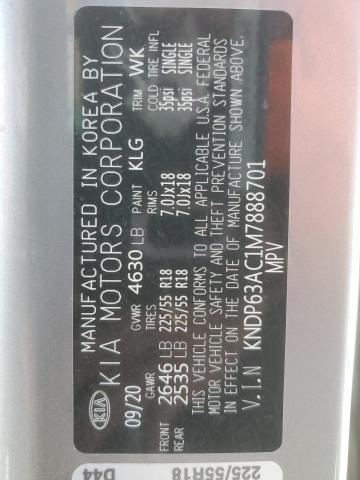 MANUFACTURED IN KOREA BY
KIA KIA MOTORS CORPORATION
09/20 GVWR 4630 LB PAINT KLG TRIM WK
GAWR TIRES RIMS COLD TIRE INFL
FRONT 2646 LB 225/55 R18 7.0Jx18 35psi SINGLE
REAR 2535 LB 225/55 R18 7.0Jx18 35psi SINGLE
THIS VEHICLE CONFORMS TO ALL APPLICABLE U.S.A. FEDERAL
MOTOR VEHICLE SAFETY AND THEFT PREVENTION STANDARDS
IN EFFECT ON THE DATE OF MANUFACTURE SHOWN ABOVE.
V.I.N KNDP63AC1M7888701
MPV
225/55R18 D44